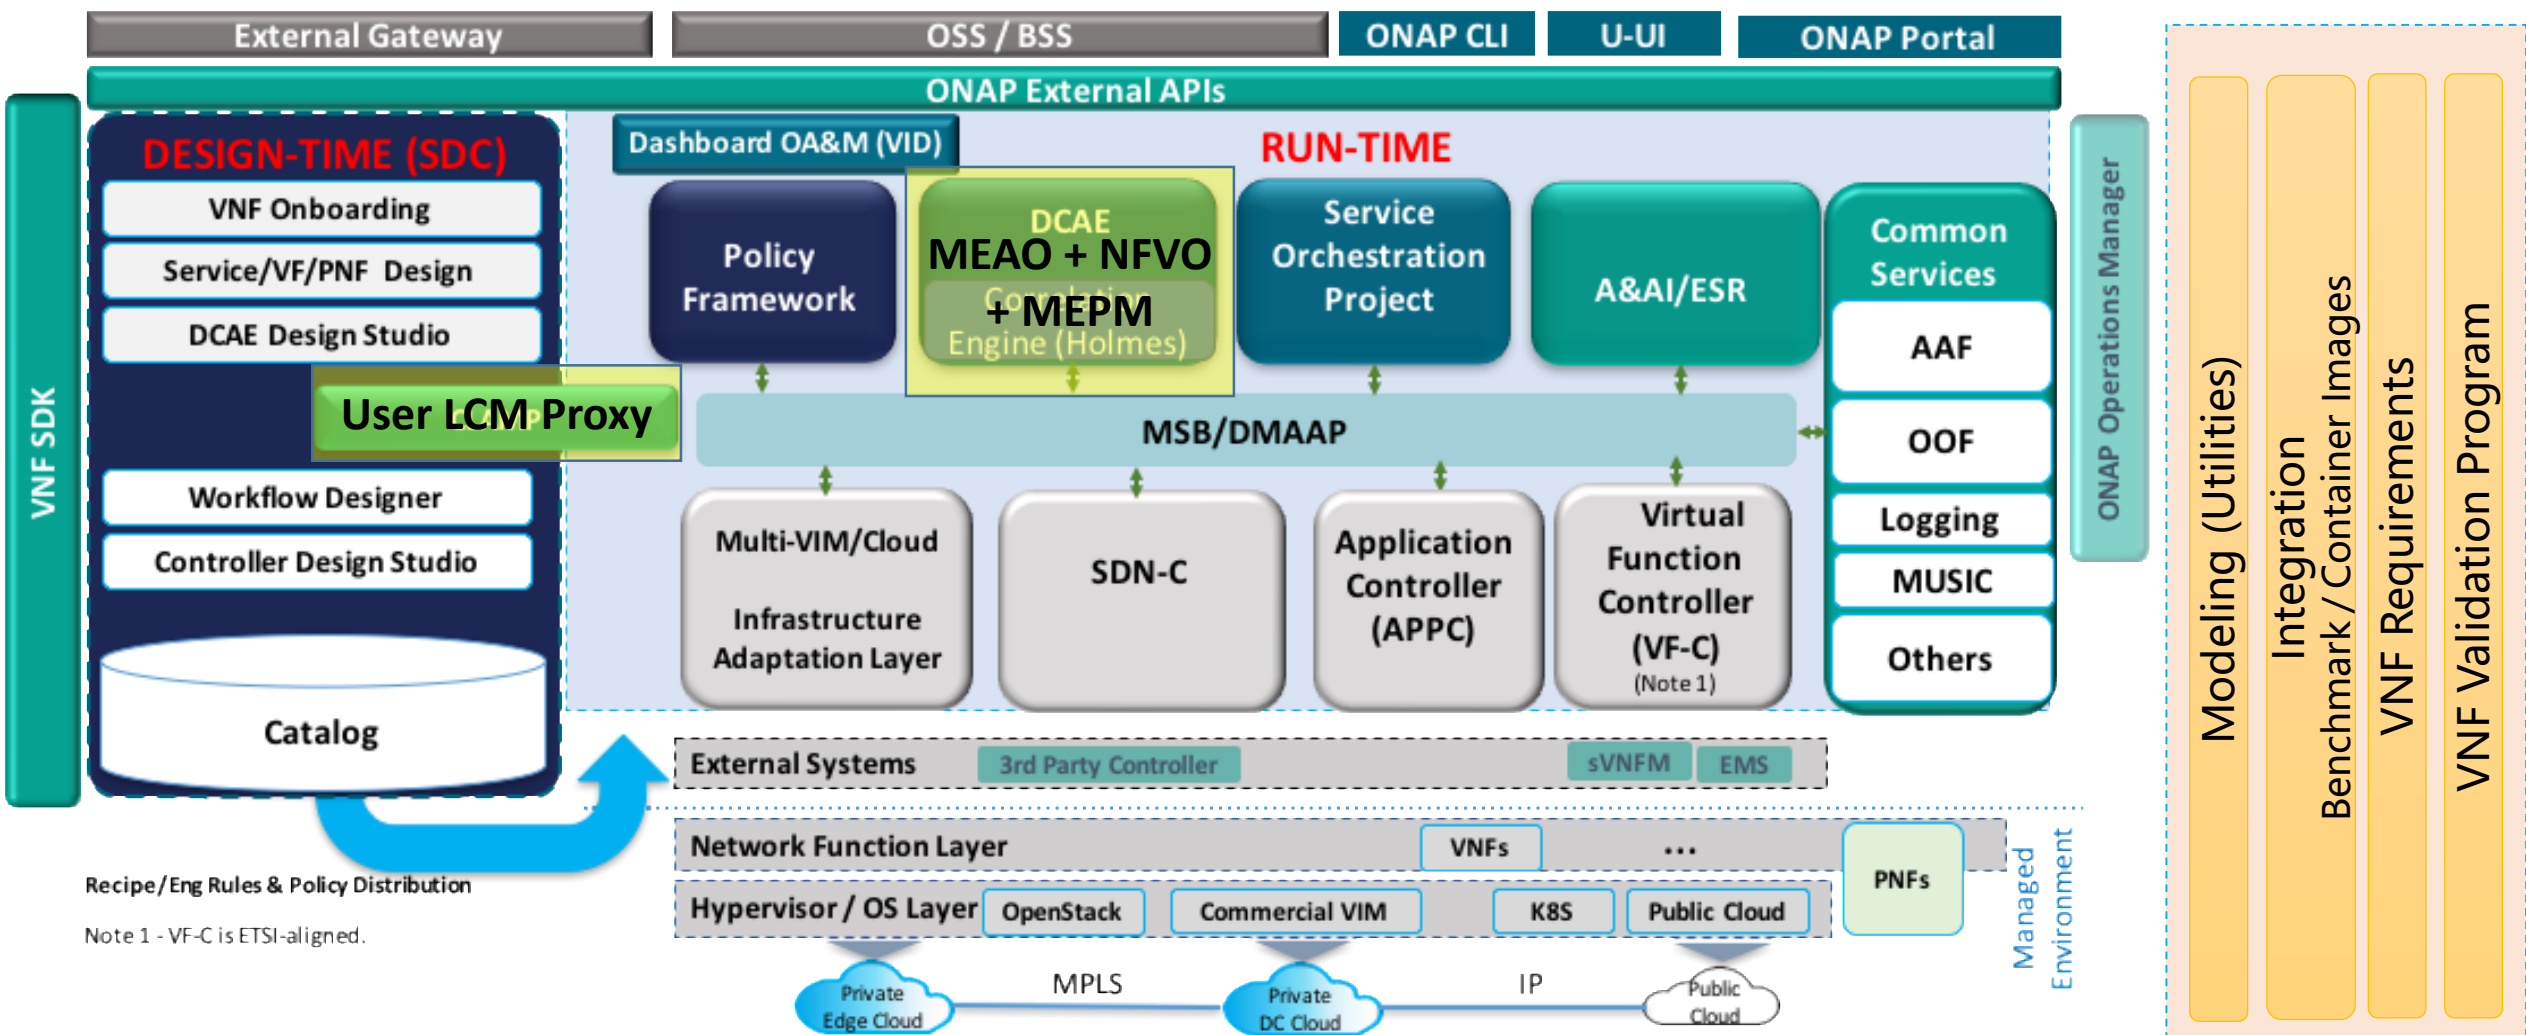 External Gateway
OSS / BSS
ONAP CLI
U-UI
ONAP Portal
ONAP External APIs
VNF SDK
DESIGN-TIME (SDC)
VNF Onboarding
Service/VF/PNF Design
DCAE Design Studio
User LCM Proxy
Workflow Designer
Controller Design Studio
Catalog
Recipe/Eng Rules & Policy Distribution
Note 1 - VF-C is ETSI-aligned.
Dashboard OA&M (VID)
RUN-TIME
Policy
Framework
DCAE
MEAO + NFVO
+ MEPM
Correlation
Engine (Holmes)
Service
Orchestration
Project
A&AI/ESR
Common
Services
AAF
OOF
Logging
MUSIC
Others
MSB/DMAAP
Multi-VIM/Cloud
Infrastructure
Adaptation Layer
SDN-C
Application
Controller
(APPC)
Virtual
Function
Controller
(VF-C)
(Note 1)
External Systems
3rd Party Controller
sVNFM
EMS
Network Function Layer
VNFs
...
PNFs
Hypervisor / OS Layer
OpenStack
Commercial VIM
K8S
Public Cloud
Managed
Environment
Private
Edge Cloud
MPLS
Private
DC Cloud
IP
Public
Cloud
ONAP Operations Manager
Modeling (Utilities)
Integration
Benchmark / Container Images
VNF Requirements
VNF Validation Program